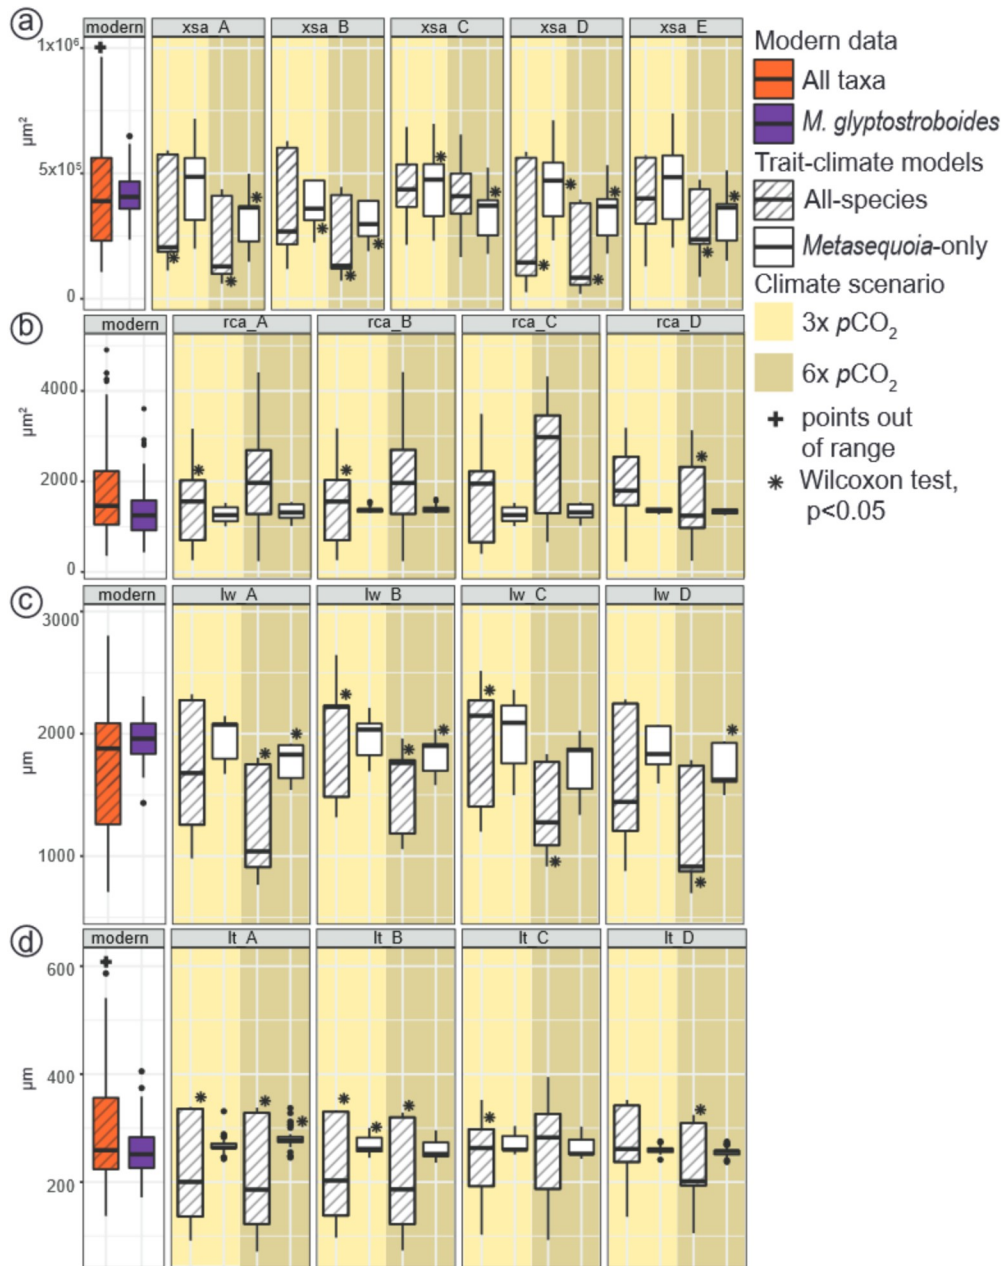 a
modern xsa_A xsa_B xsa_C xsa_D xsa_E
1x10⁶
5x10⁵
0
µm²
Modern data
All taxa
M. glyptostroboides
Trait-climate models
All-species
Metasequoia-only
Climate scenario
3x pCO₂
6x pCO₂
+ points out
of range
* Wilcoxon test,
p<0.05
b
modern rca_A rca_B rca_C rca_D
4000
2000
0
µm²
c
modern lw_A lw_B lw_C lw_D
3000
2000
1000
µm
d
modern lt_A lt_B lt_C lt_D
600
400
200
µm